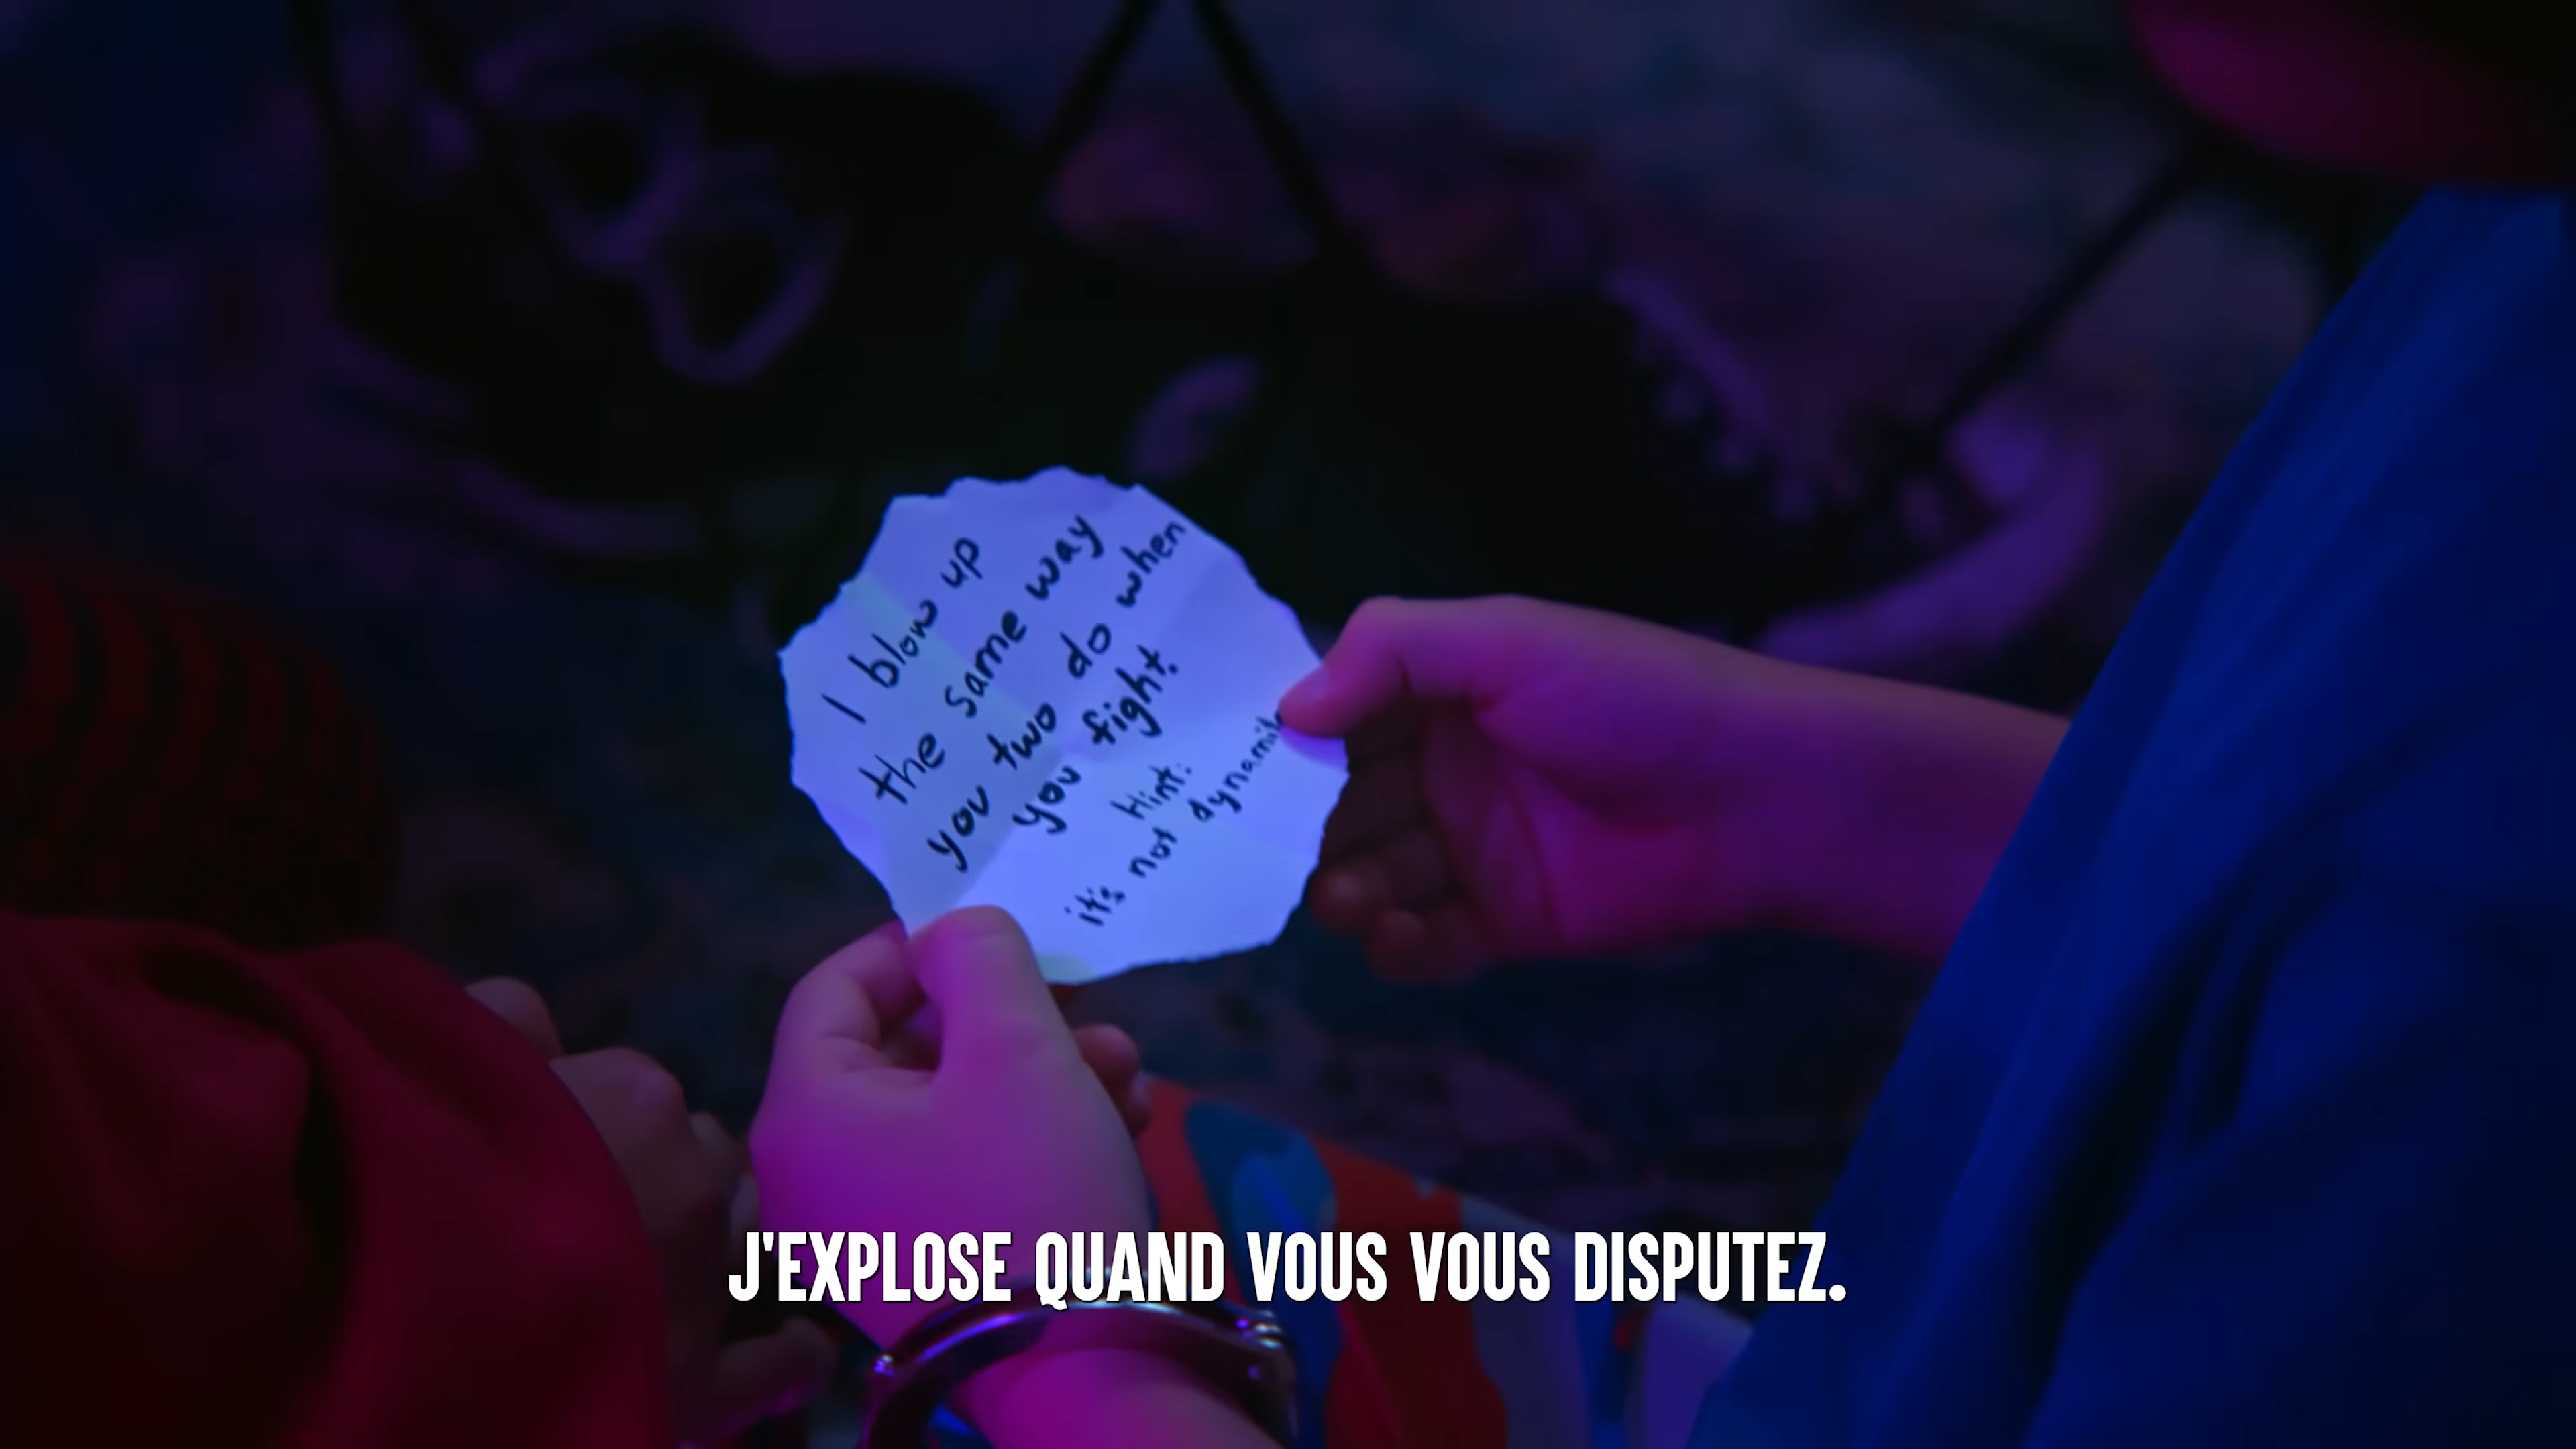 I blow up
the same way
you two do when
you fight.
Hint:
it's not dynamite
J'EXPLOSE QUAND VOUS VOUS DISPUTEZ.